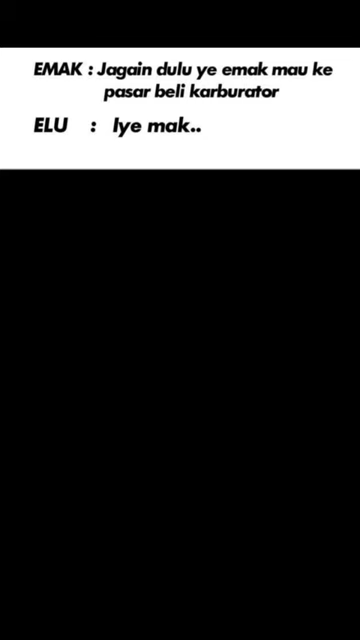 EMAK : Jagain dulu ye emak mau ke
pasar beli karburator
ELU : Iye mak..